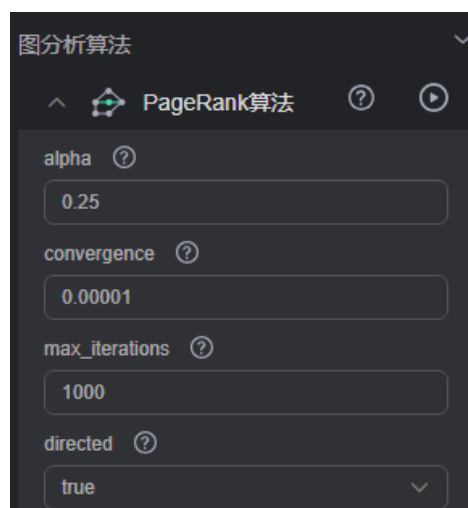 图分析算法
PageRank算法
alpha
0.25
convergence
0.00001
max_iterations
1000
directed
true